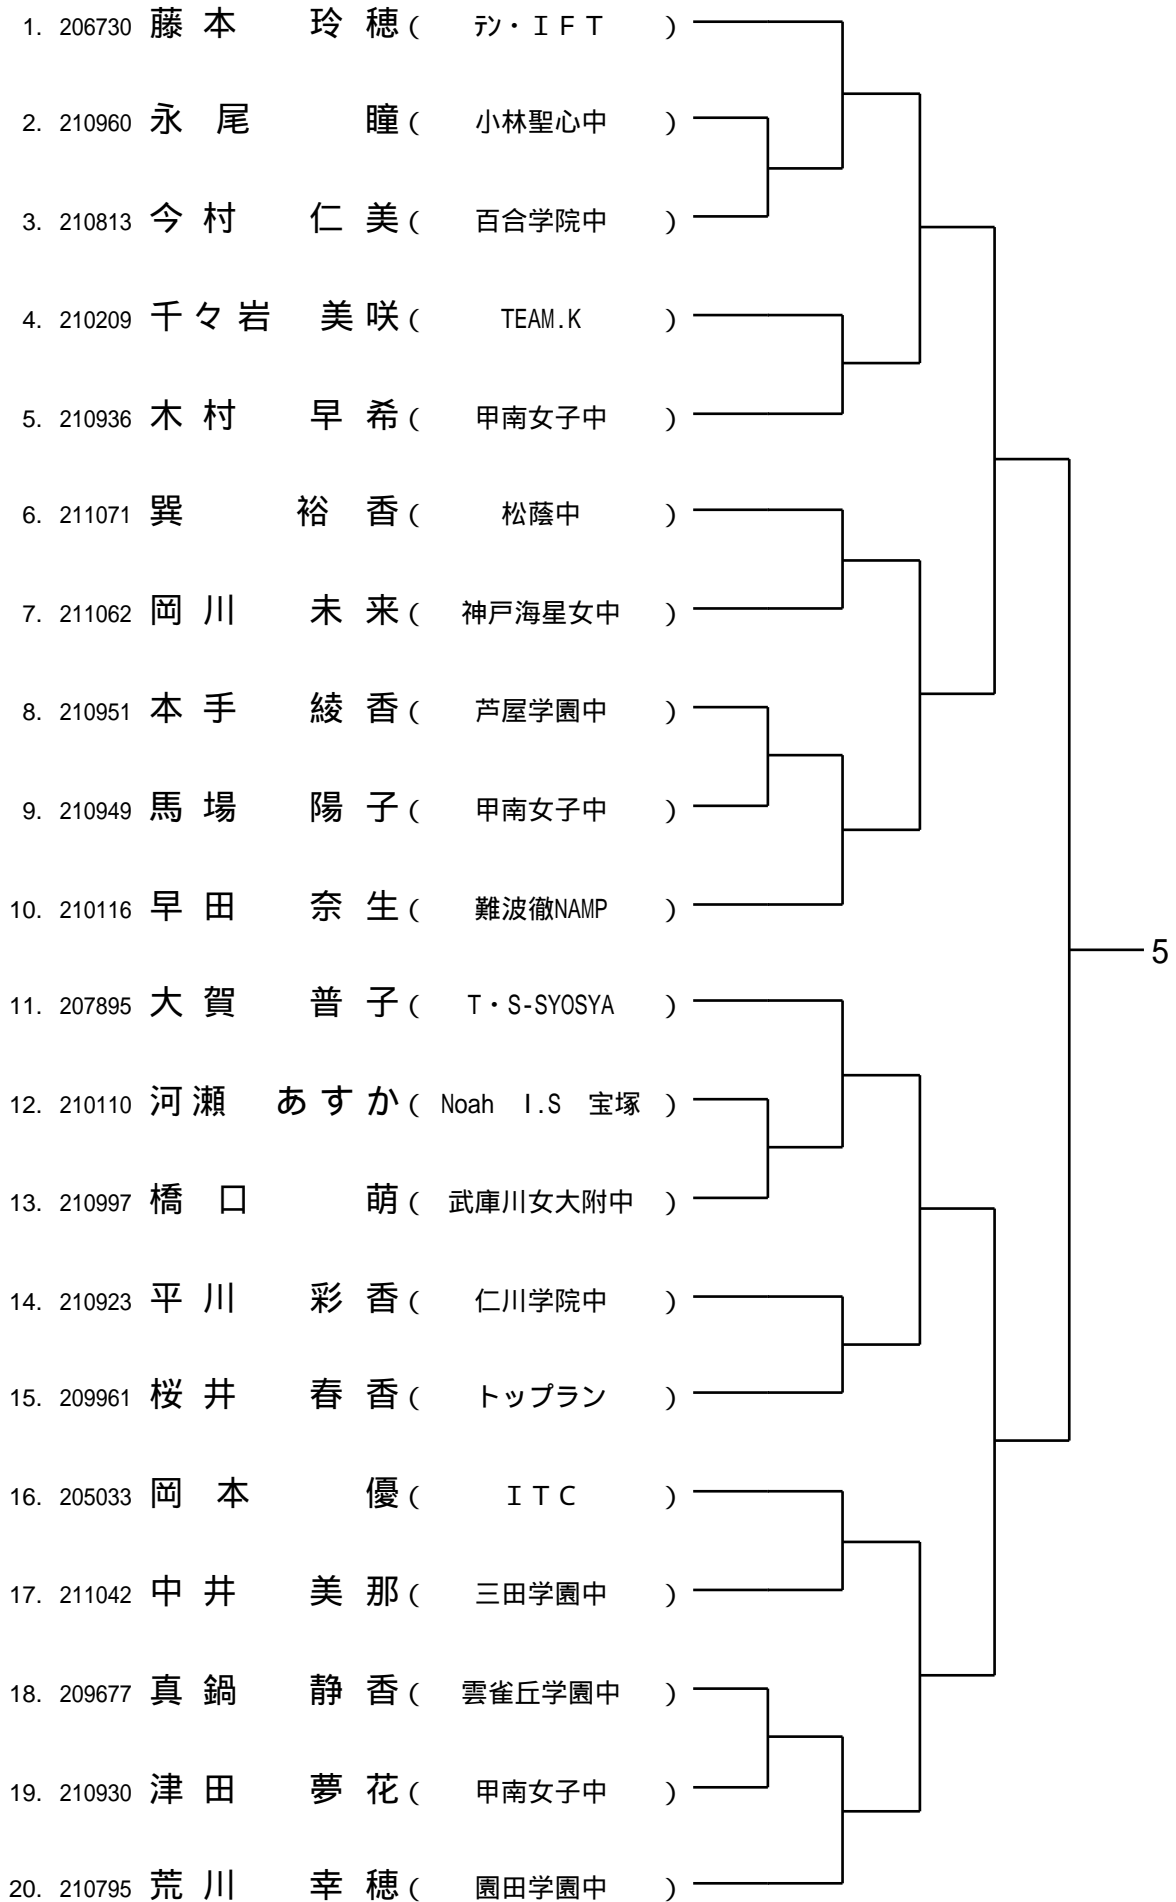 1. 206730 藤本 玲穂( テン・ＩＦＴ )
2. 210960 永尾 瞳( 小林聖心中 )
3. 210813 今村 仁美( 百合学院中 )
4. 210209 千々岩 美咲( TEAM.K )
5. 210936 木村 早希( 甲南女子中 )
6. 211071 巽 裕香( 松蔭中 )
7. 211062 岡川 未来( 神戸海星女中 )
8. 210951 本手 綾香( 芦屋学園中 )
9. 210949 馬場 陽子( 甲南女子中 )
10. 210116 早田 奈生( 難波徹NAMP )
5
11. 207895 大賀 普子( T・S-SYOSYA )
12. 210110 河瀬 あすか( Noah I.S 宝塚 )
13. 210997 橋口 萌( 武庫川女大附中 )
14. 210923 平川 彩香( 仁川学院中 )
15. 209961 桜井 春香( トップラン )
16. 205033 岡本 優( ＩＴＣ )
17. 211042 中井 美那( 三田学園中 )
18. 209677 真鍋 静香( 雲雀丘学園中 )
19. 210930 津田 夢花( 甲南女子中 )
20. 210795 荒川 幸穂( 園田学園中 )